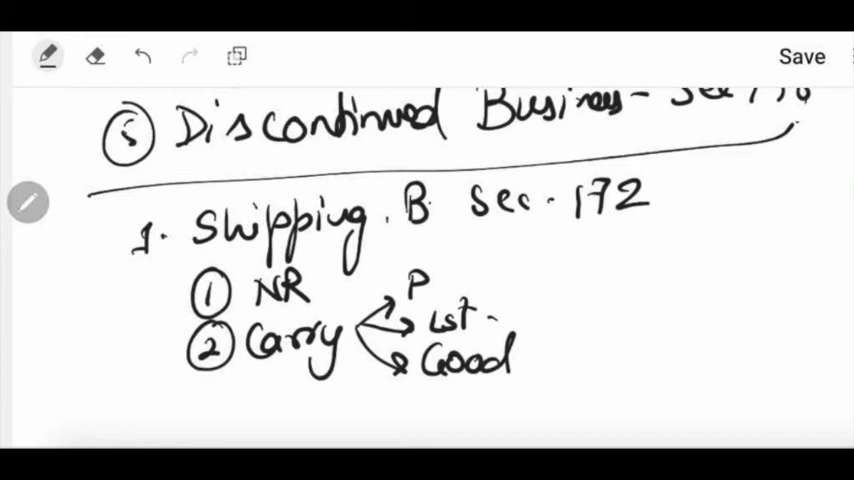 Save
⑤ Discontinued Business - Sec 176
1. Shipping. B Sec. 172
① NR
② Carry P
Lst -
Good